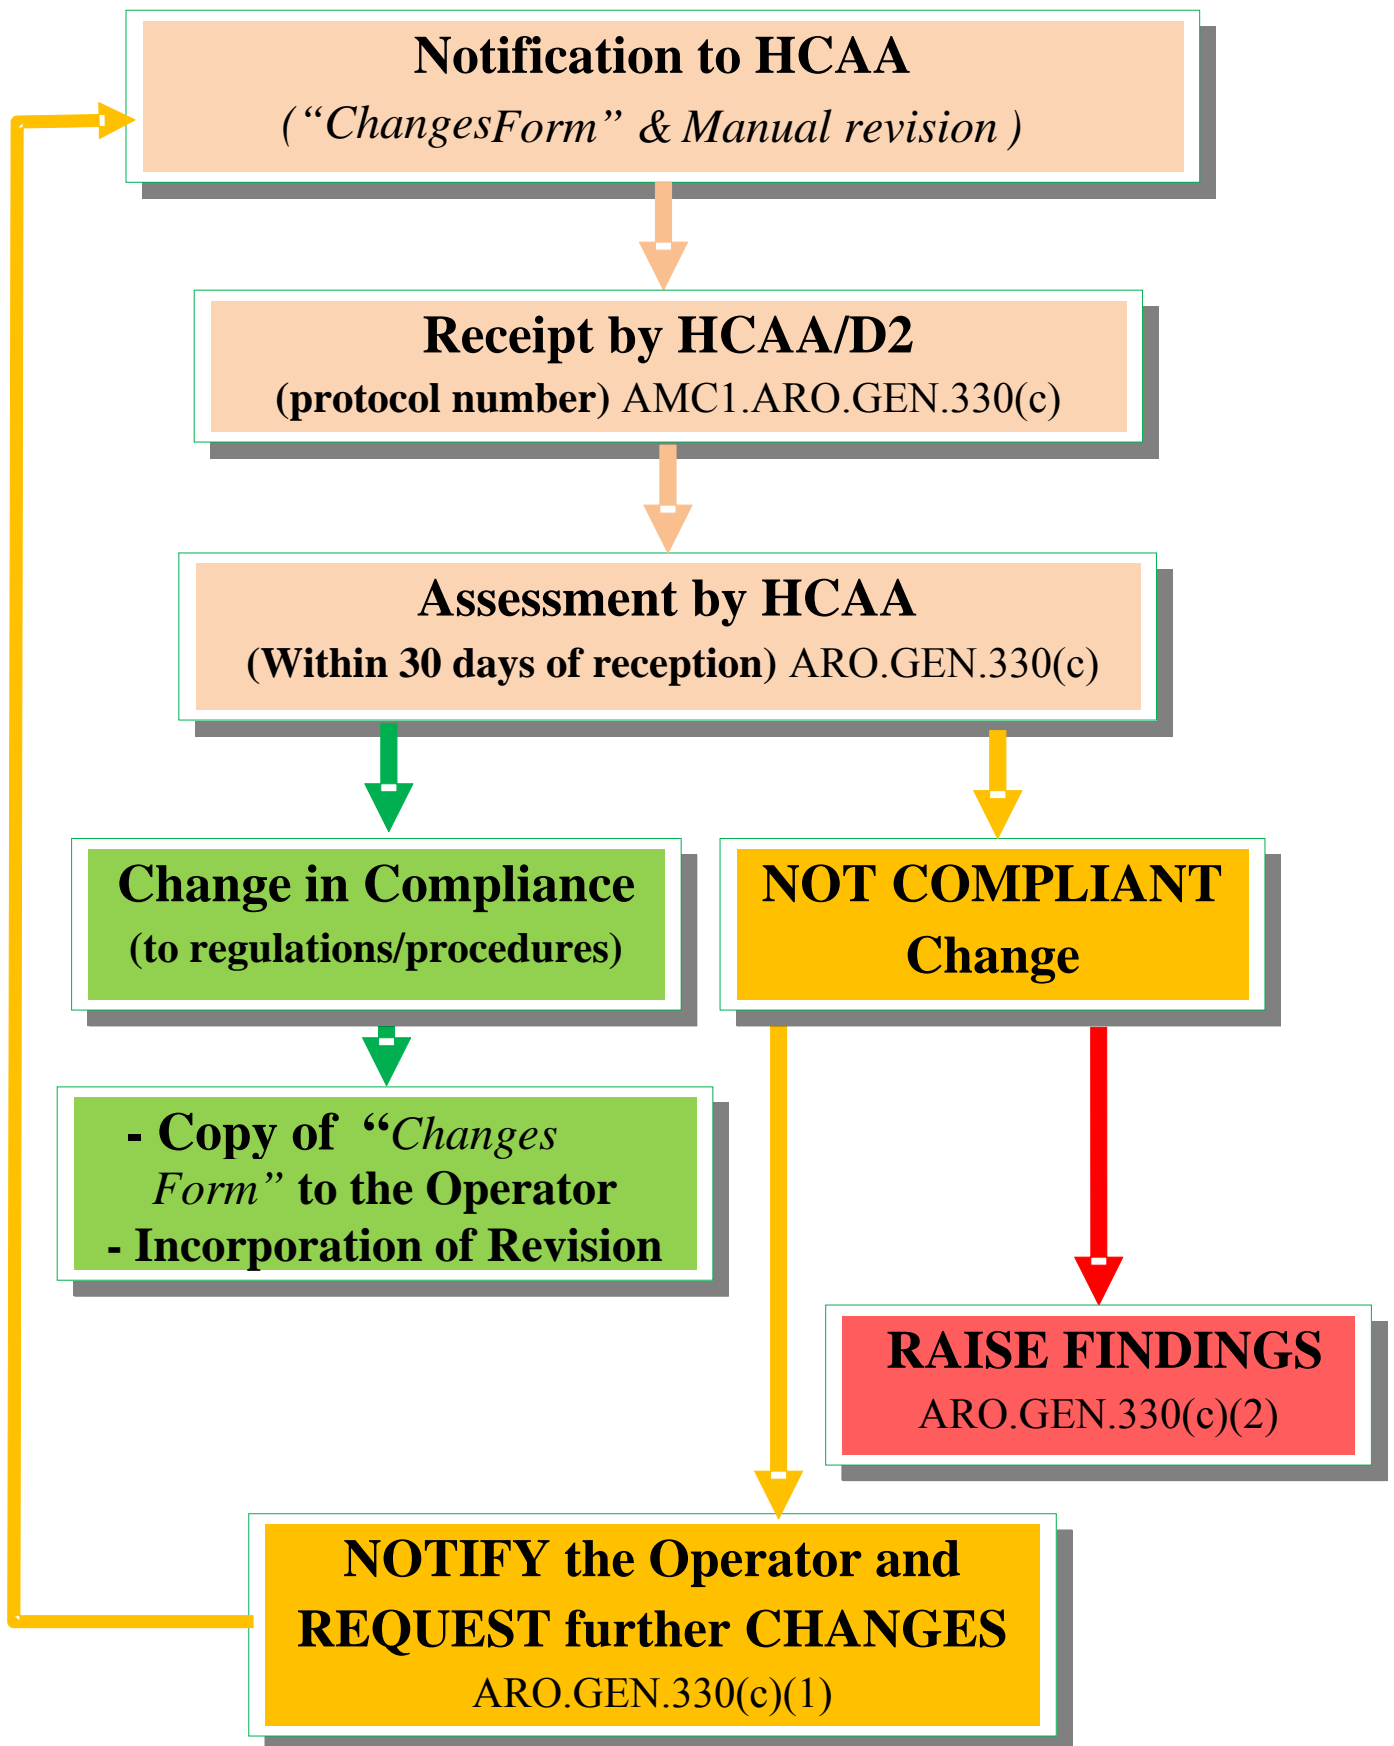 Notification to HCAA
(“ChangesForm” & Manual revision )
Receipt by HCAA/D2
(protocol number) AMC1.ARO.GEN.330(c)
Assessment by HCAA
(Within 30 days of reception) ARO.GEN.330(c)
Change in Compliance
(to regulations/procedures)
NOT COMPLIANT
Change
- Copy of “Changes
Form” to the Operator
- Incorporation of Revision
RAISE FINDINGS
ARO.GEN.330(c)(2)
NOTIFY the Operator and
REQUEST further CHANGES
ARO.GEN.330(c)(1)